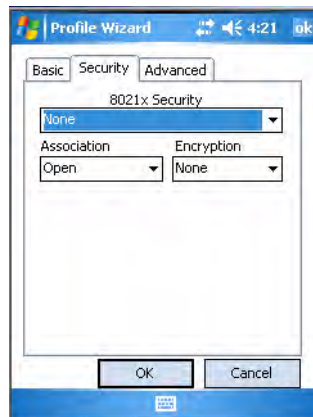 Profile Wizard 4:21 ok
Basic Security Advanced
8021x Security
None
Association Encryption
Open None
OK Cancel